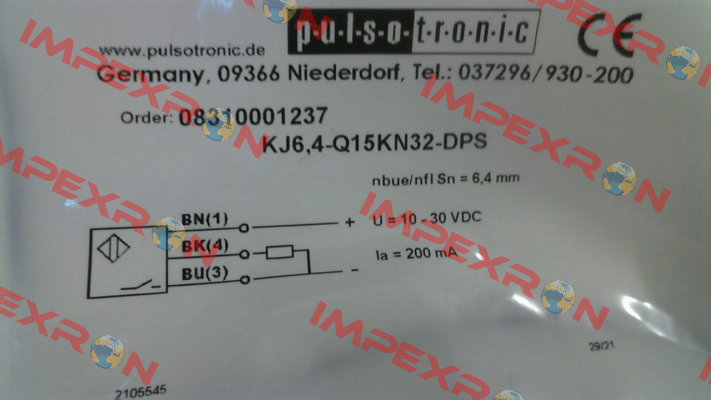 www.pulsotronic.de p·u·l·s·o·t·r·o·n·i·c CE
Germany, 09366 Niederdorf, Tel.: 037296/930-200
Order: 08310001237
KJ6,4-Q15KN32-DPS
nbue/nfl Sn = 6,4 mm
BN(1) + U = 10 - 30 VDC
BK(4) Ia = 200 mA
BU(3) -
29/21
2105545
IMPEXRON
IMPEXRON
IMPEXRON
IMPEXRON
IMPEXRON
IMPEXRON